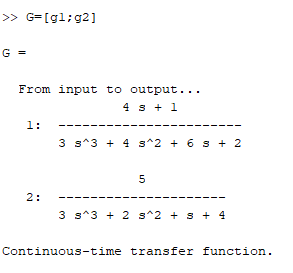 >> G=[g1;g2]
G =
From input to output...
4 s + 1
1: -----------------------
3 s^3 + 4 s^2 + 6 s + 2
5
2: ---------------------
3 s^3 + 2 s^2 + s + 4
Continuous-time transfer function.